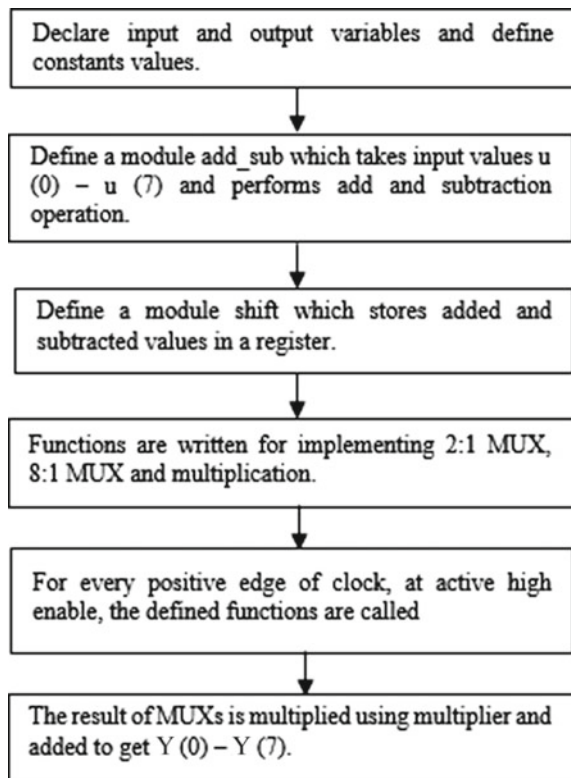 Declare input and output variables and define
constants values.
Define a module add_sub which takes input values u
(0) – u (7) and performs add and subtraction
operation.
Define a module shift which stores added and
subtracted values in a register.
Functions are written for implementing 2:1 MUX,
8:1 MUX and multiplication.
For every positive edge of clock, at active high
enable, the defined functions are called
The result of MUXs is multiplied using multiplier and
added to get Y (0) – Y (7).